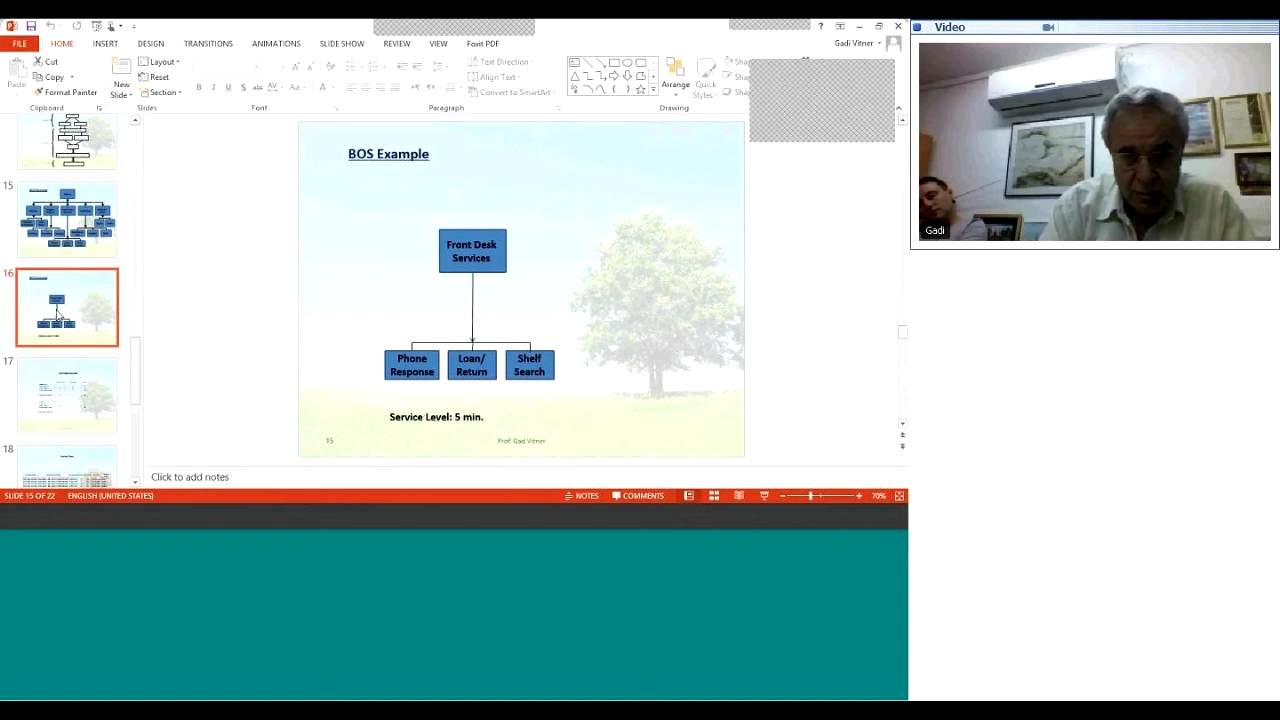 Video
FILE HOME INSERT DESIGN TRANSITIONS ANIMATIONS SLIDE SHOW REVIEW VIEW Foxit PDF
Gadi Vitner
Paste
Cut
Copy
Format Painter
Clipboard
New
Slide
Layout
Reset
Section
Slides
Font
Text Direction
Align Text
Convert to SmartArt
Paragraph
Arrange
Quick
Styles
Drawing
15
16
17
18
BOS Example
Front Desk
Services
Phone
Response
Loan/
Return
Shelf
Search
Service Level: 5 min.
15
Prof. Gad Vitner
Click to add notes
SLIDE 15 OF 22 ENGLISH (UNITED STATES)
NOTES COMMENTS
70%
Gadi